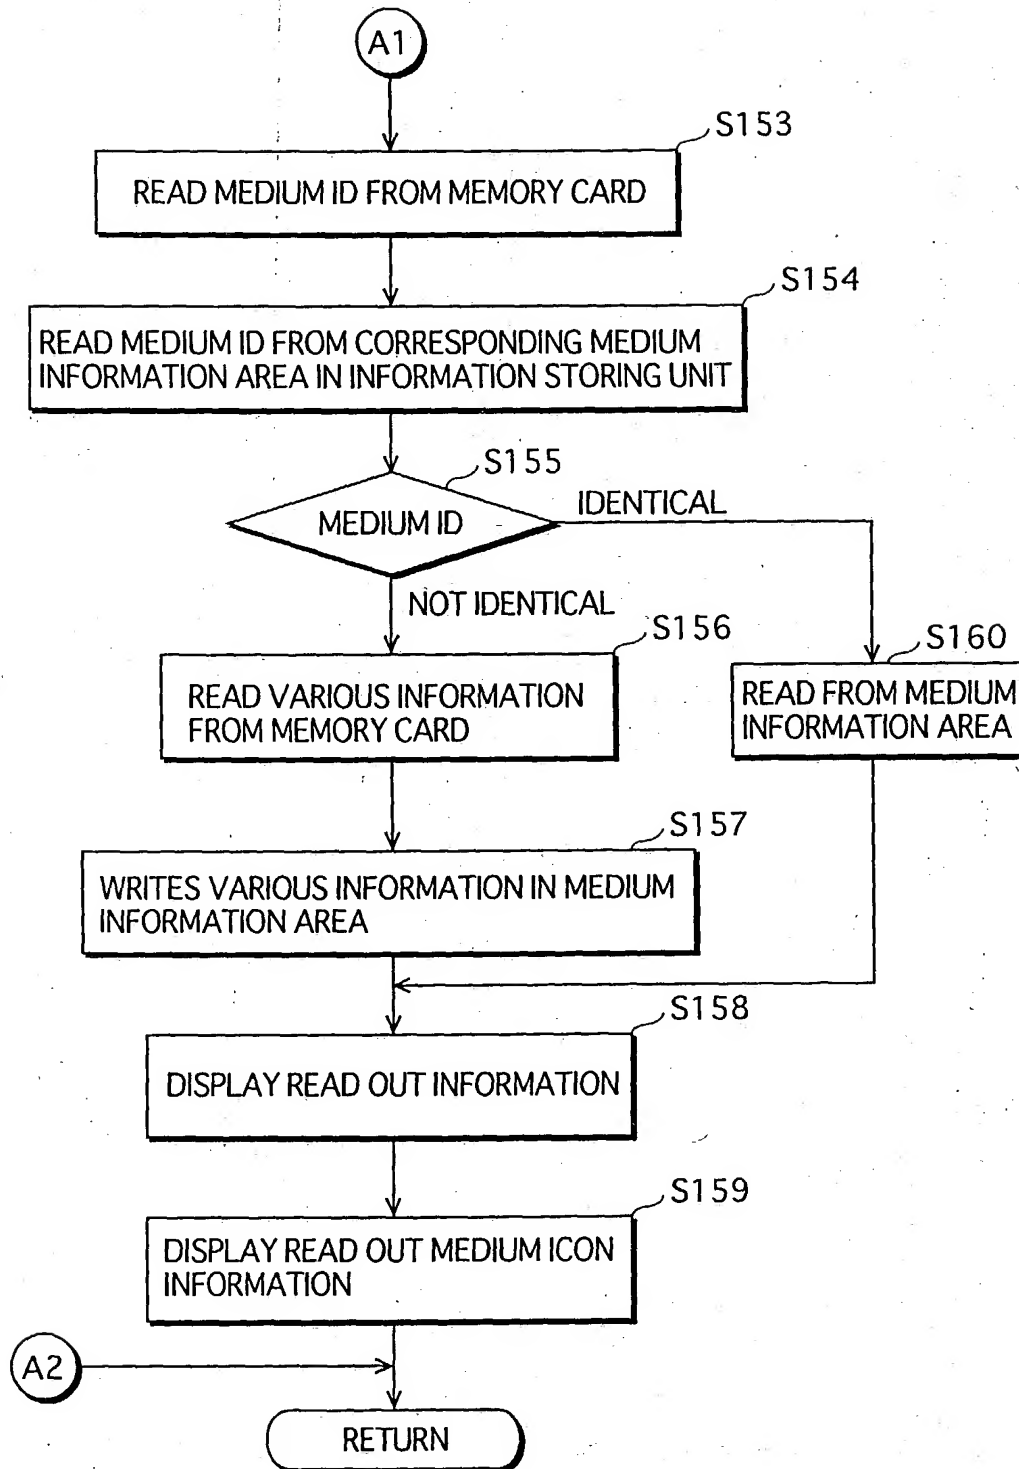 A1
S153
READ MEDIUM ID FROM MEMORY CARD
S154
READ MEDIUM ID FROM CORRESPONDING MEDIUM
INFORMATION AREA IN INFORMATION STORING UNIT
S155
MEDIUM ID
IDENTICAL
NOT IDENTICAL
S156
READ VARIOUS INFORMATION
FROM MEMORY CARD
S160
READ FROM MEDIUM
INFORMATION AREA
S157
WRITES VARIOUS INFORMATION IN MEDIUM
INFORMATION AREA
S158
DISPLAY READ OUT INFORMATION
S159
DISPLAY READ OUT MEDIUM ICON
INFORMATION
A2
RETURN